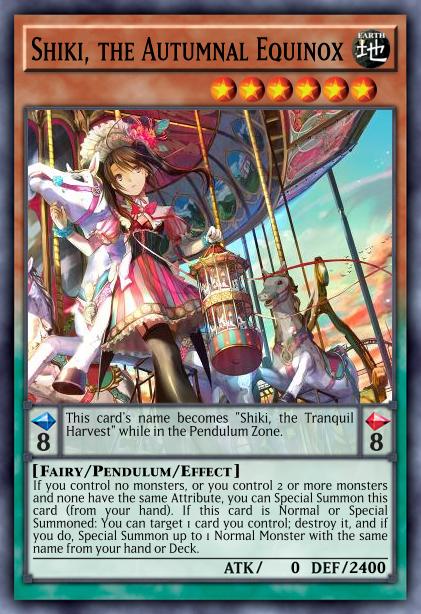 Shiki, the Autumnal Equinox
EARTH
地
This card's name becomes "Shiki, the Tranquil
Harvest" while in the Pendulum Zone.
8
8
[Fairy/Pendulum/Effect]
If you control no monsters, or you control 2 or more monsters
and none have the same Attribute, you can Special Summon this
card (from your hand). If this card is Normal or Special
Summoned: You can target 1 card you control; destroy it, and if
you do, Special Summon up to 1 Normal Monster with the same
name from your hand or Deck.
ATK/ 0 DEF/2400